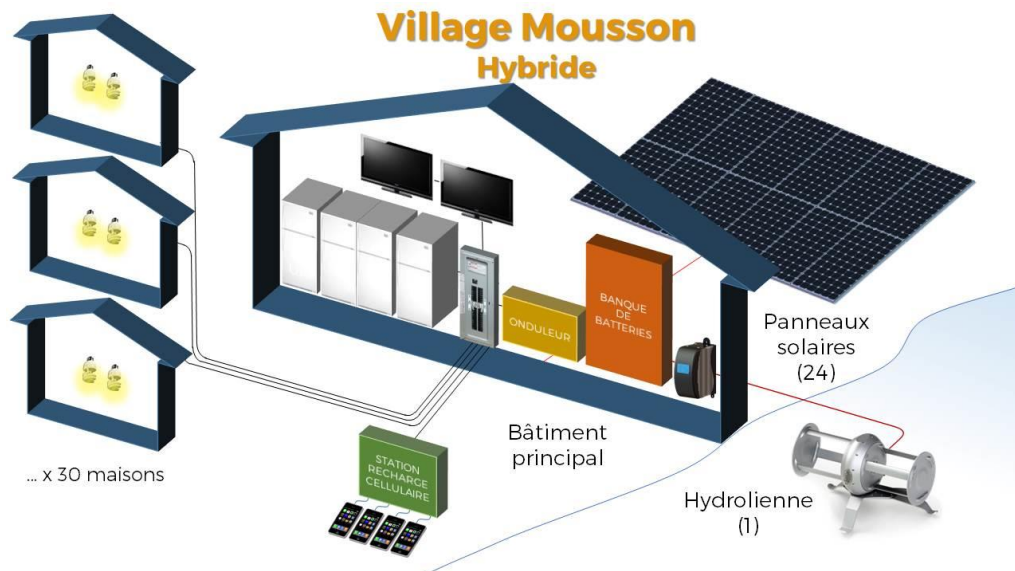 Village Mousson
Hybride
ONDULEUR
BANQUE
DE
BATTERIES
Panneaux
solaires
(24)
Bâtiment
principal
... x 30 maisons
STATION
RECHARGE
CELLULAIRE
Hydrolienne
(1)